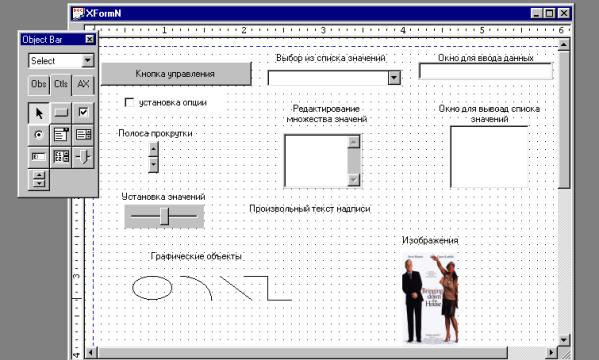 XFormN
Object Bar
1 2 3 4 5 6
Select
Obs Ctls AX
Выбор из списка значений
Окно для ввода данных
Кнопка управления
установка опции
Редактирование
множества значений
Окно для вывоад списка
значений
Полоса прокрутки
Установка значений
Произвольный текст надписи
Изображения
Графические объекты
Bringing
down
the
House
3
4